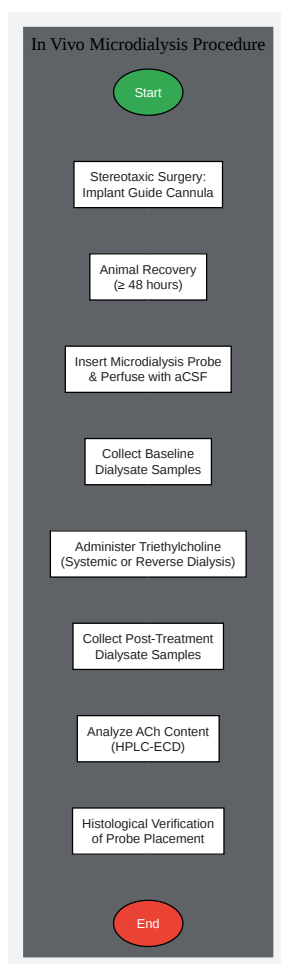 In Vivo Microdialysis Procedure
Start
Stereotaxic Surgery:
Implant Guide Cannula
Animal Recovery
(≥ 48 hours)
Insert Microdialysis Probe
& Perfuse with aCSF
Collect Baseline
Dialysate Samples
Administer Triethylcholine
(Systemic or Reverse Dialysis)
Collect Post-Treatment
Dialysate Samples
Analyze ACh Content
(HPLC-ECD)
Histological Verification
of Probe Placement
End